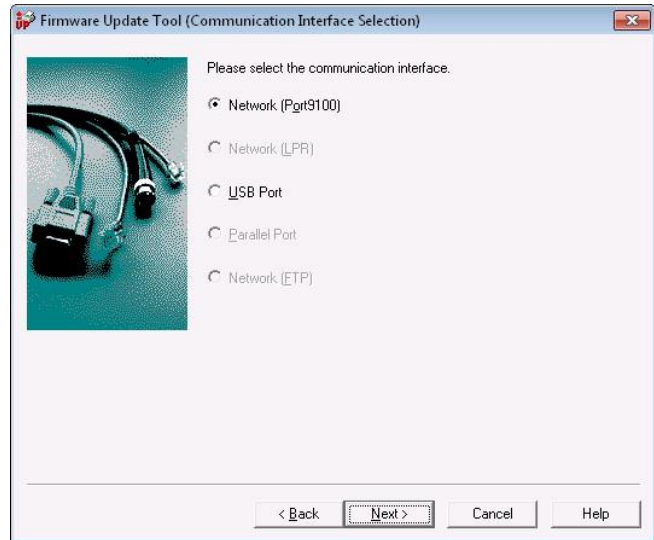 UP
Firmware Update Tool (Communication Interface Selection)
Please select the communication interface.
Network (Port9100)
Network (LPR)
USB Port
Parallel Port
Network (FTP)
< Back Next > Cancel Help